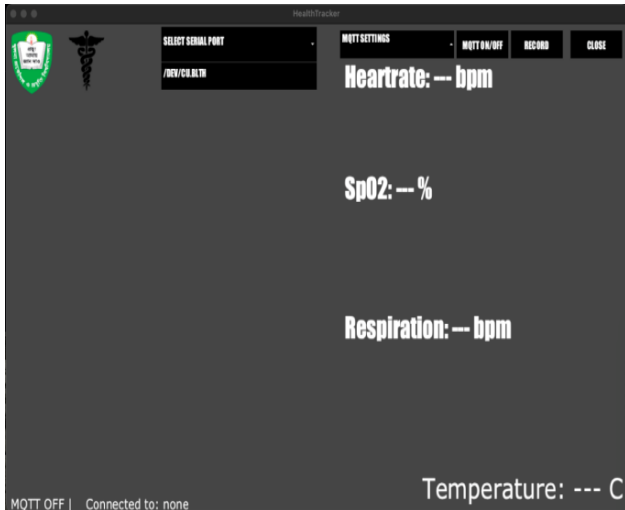 HealthTracker
SELECT SERIAL PORT
MQTT SETTINGS
MQTT ON/OFF
RECORD
CLOSE
/DEV/CU.BLTH
Heartrate: --- bpm
SpO2: --- %
Respiration: --- bpm
Temperature: --- C
MQTT OFF | Connected to: none